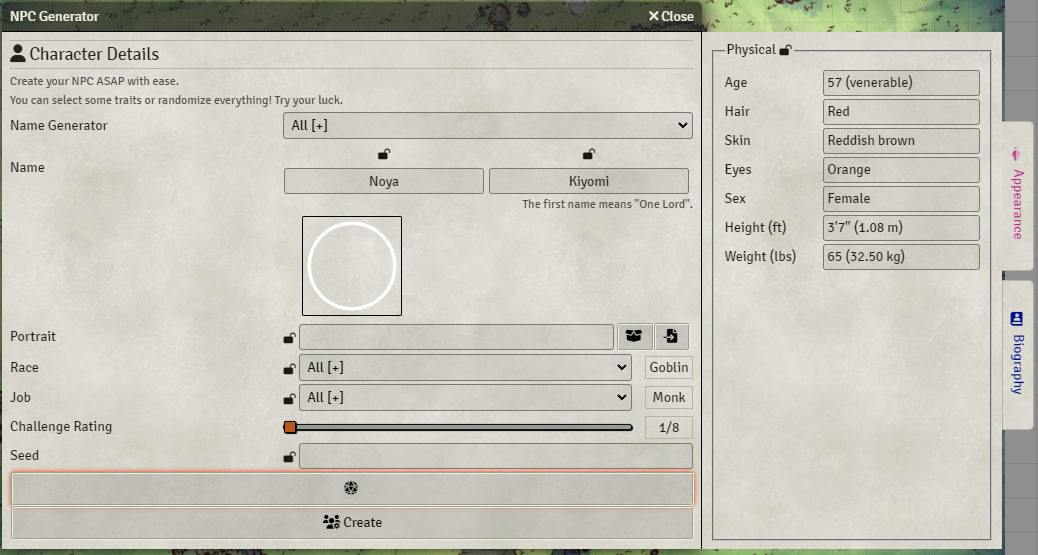 NPC Generator
Close
Character Details
Create your NPC ASAP with ease.
You can select some traits or randomize everything! Try your luck.
Name Generator
All [+]
Name
Noya
Kiyomi
The first name means "One Lord".
Portrait
Race
All [+]
Goblin
Job
All [+]
Monk
Challenge Rating
1/8
Seed
Create
Physical
Age
57 (venerable)
Hair
Red
Skin
Reddish brown
Eyes
Orange
Sex
Female
Height (ft)
3'7" (1.08 m)
Weight (lbs)
65 (32.50 kg)
Appearance
Biography